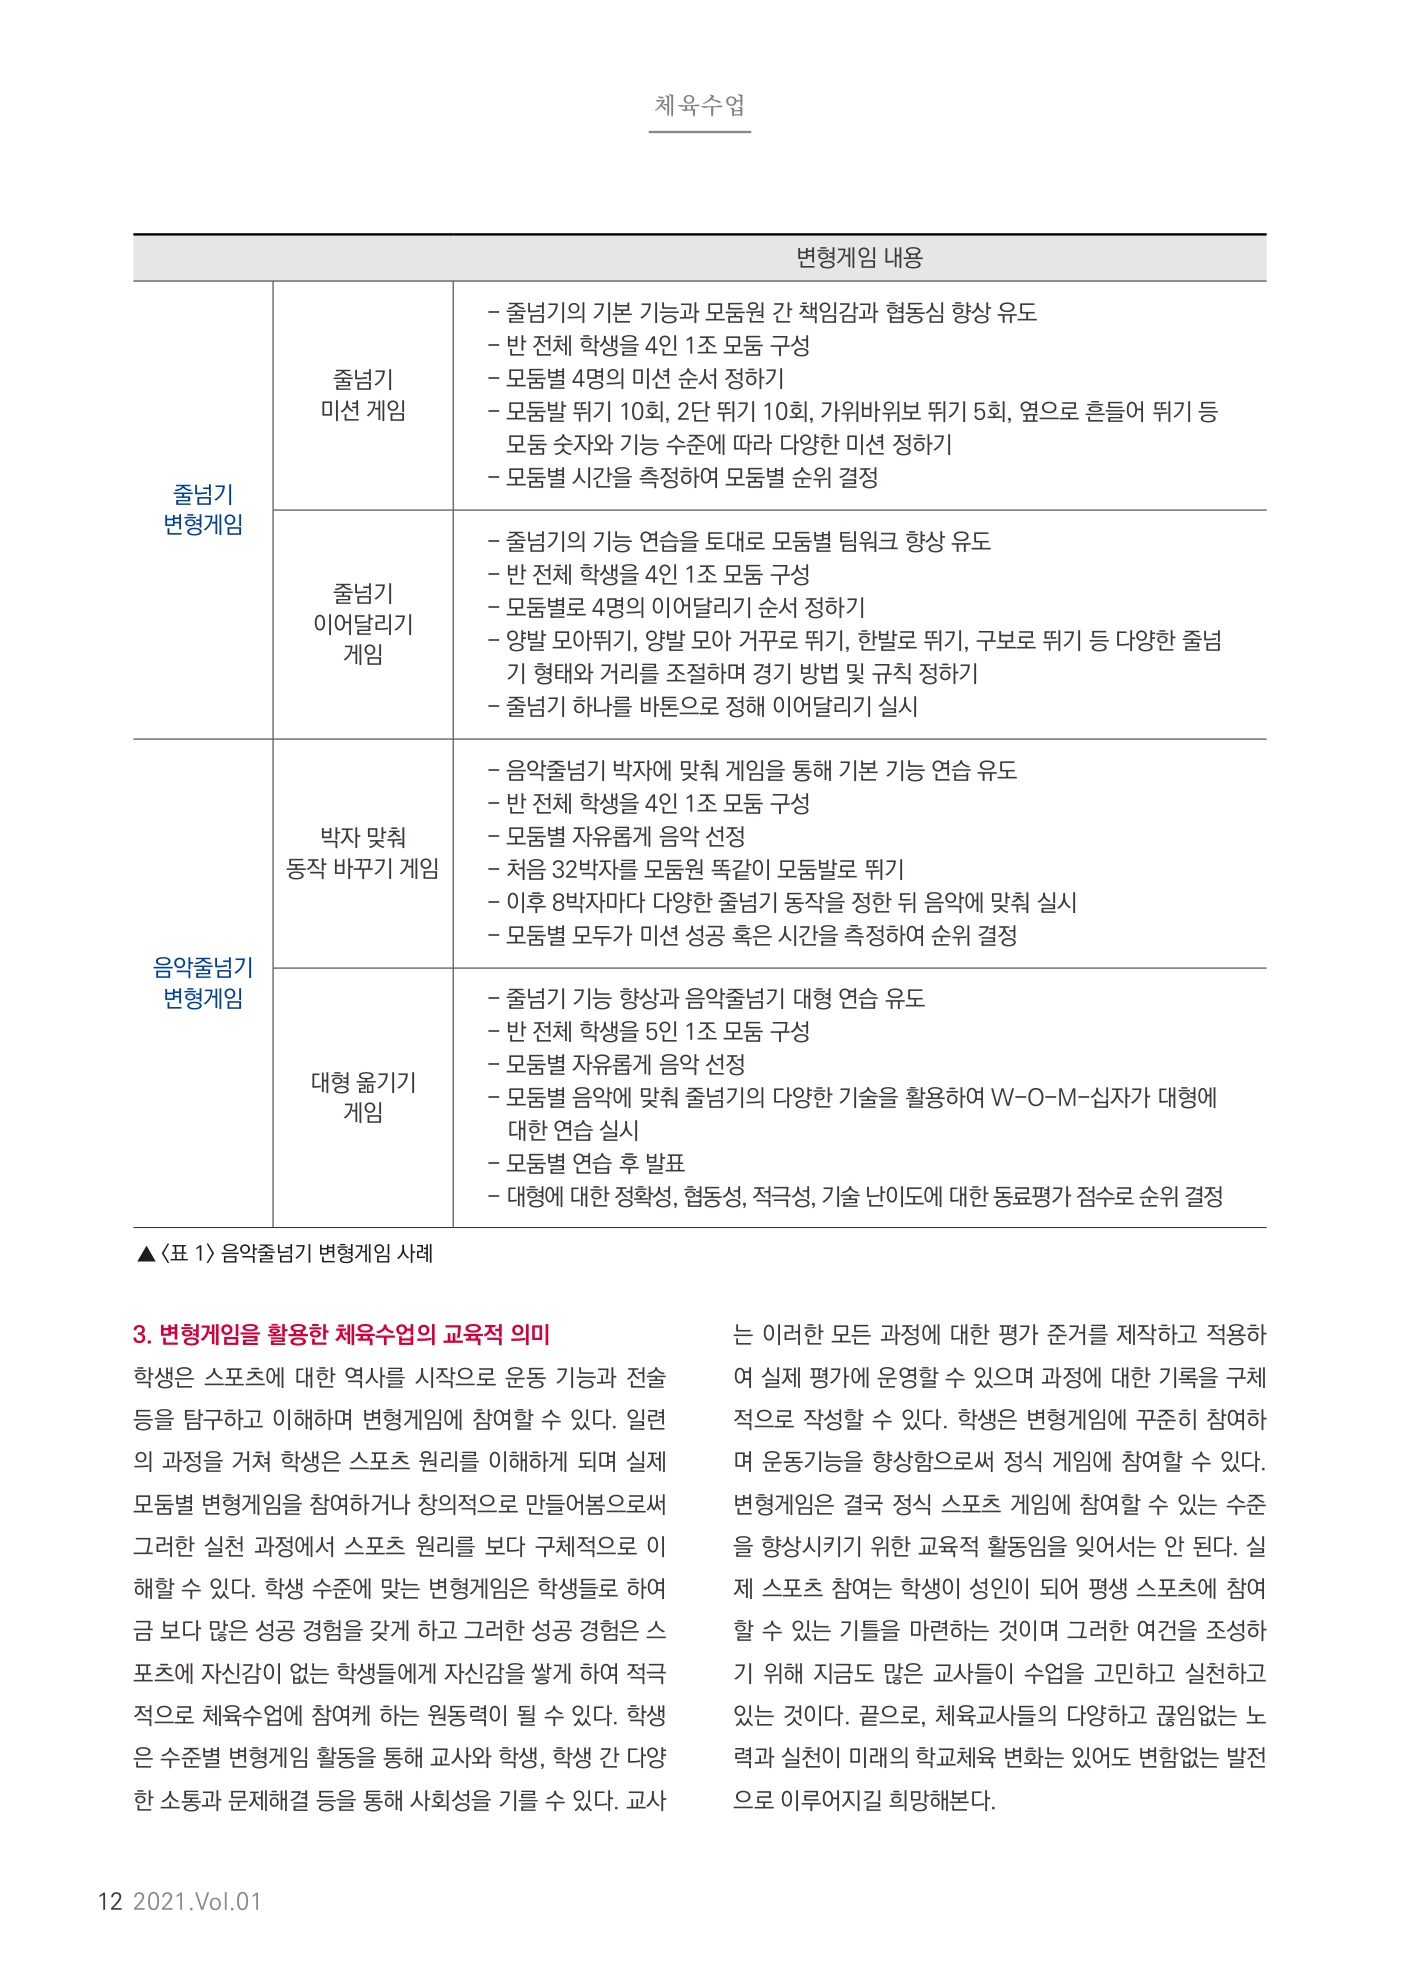 체육수업
변형게임 내용
줄넘기
변형게임
줄넘기
미션 게임
- 줄넘기의 기본 기능과 모둠원 간 책임감과 협동심 향상 유도
- 반 전체 학생을 4인 1조 모둠 구성
- 모둠별 4명의 미션 순서 정하기
- 모둠발 뛰기 10회, 2단 뛰기 10회, 가위바위보 뛰기 5회, 옆으로 흔들어 뛰기 등
모둠 숫자와 기능 수준에 따라 다양한 미션 정하기
- 모둠별 시간을 측정하여 모둠별 순위 결정
줄넘기
이어달리기
게임
- 줄넘기의 기능 연습을 토대로 모둠별 팀워크 향상 유도
- 반 전체 학생을 4인 1조 모둠 구성
- 모둠별로 4명의 이어달리기 순서 정하기
- 양발 모아뛰기, 양발 모아 거꾸로 뛰기, 한발로 뛰기, 구보로 뛰기 등 다양한 줄넘
기 형태와 거리를 조절하며 경기 방법 및 규칙 정하기
- 줄넘기 하나를 바톤으로 정해 이어달리기 실시
음악줄넘기
변형게임
박자 맞춰
동작 바꾸기 게임
- 음악줄넘기 박자에 맞춰 게임을 통해 기본 기능 연습 유도
- 반 전체 학생을 4인 1조 모둠 구성
- 모둠별 자유롭게 음악 선정
- 처음 32박자를 모둠원 똑같이 모둠발로 뛰기
- 이후 8박자마다 다양한 줄넘기 동작을 정한 뒤 음악에 맞춰 실시
- 모둠별 모두가 미션 성공 혹은 시간을 측정하여 순위 결정
대형 옮기기
게임
- 줄넘기 기능 향상과 음악줄넘기 대형 연습 유도
- 반 전체 학생을 5인 1조 모둠 구성
- 모둠별 자유롭게 음악 선정
- 모둠별 음악에 맞춰 줄넘기의 다양한 기술을 활용하여 W-O-M-십자가 대형에
대한 연습 실시
- 모둠별 연습 후 발표
- 대형에 대한 정확성, 협동성, 적극성, 기술 난이도에 대한 동료평가 점수로 순위 결정
▲〈표 1〉 음악줄넘기 변형게임 사례
3. 변형게임을 활용한 체육수업의 교육적 의미
학생은 스포츠에 대한 역사를 시작으로 운동 기능과 전술
등을 탐구하고 이해하며 변형게임에 참여할 수 있다. 일련
의 과정을 거쳐 학생은 스포츠 원리를 이해하게 되며 실제
모둠별 변형게임을 참여하거나 창의적으로 만들어봄으로써
그러한 실천 과정에서 스포츠 원리를 보다 구체적으로 이
해할 수 있다. 학생 수준에 맞는 변형게임은 학생들로 하여
금 보다 많은 성공 경험을 갖게 하고 그러한 성공 경험은 스
포츠에 자신감이 없는 학생들에게 자신감을 쌓게 하여 적극
적으로 체육수업에 참여케 하는 원동력이 될 수 있다. 학생
은 수준별 변형게임 활동을 통해 교사와 학생, 학생 간 다양
한 소통과 문제해결 등을 통해 사회성을 기를 수 있다. 교사
는 이러한 모든 과정에 대한 평가 준거를 제작하고 적용하
여 실제 평가에 운영할 수 있으며 과정에 대한 기록을 구체
적으로 작성할 수 있다. 학생은 변형게임에 꾸준히 참여하
며 운동기능을 향상함으로써 정식 게임에 참여할 수 있다.
변형게임은 결국 정식 스포츠 게임에 참여할 수 있는 수준
을 향상시키기 위한 교육적 활동임을 잊어서는 안 된다. 실
제 스포츠 참여는 학생이 성인이 되어 평생 스포츠에 참여
할 수 있는 기틀을 마련하는 것이며 그러한 여건을 조성하
기 위해 지금도 많은 교사들이 수업을 고민하고 실천하고
있는 것이다. 끝으로, 체육교사들의 다양하고 끊임없는 노
력과 실천이 미래의 학교체육 변화는 있어도 변함없는 발전
으로 이루어지길 희망해본다.
12 2021.Vol.01